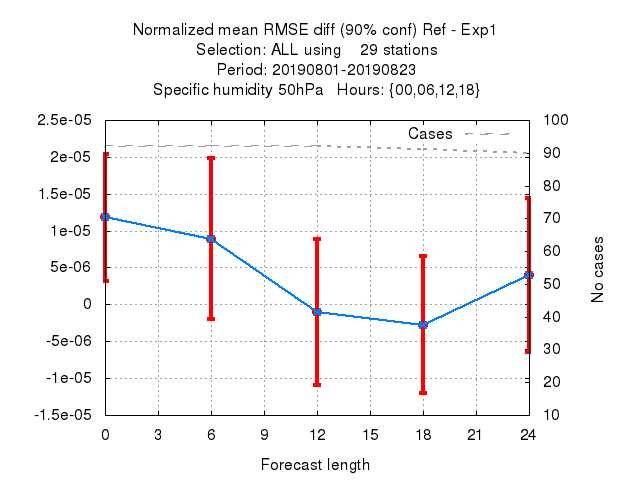 Normalized mean RMSE diff (90% conf) Ref - Exp1
Selection: ALL using    29 stations
Period: 20190801-20190823
Specific humidity 50hPa   Hours: {00,06,12,18}
2.5e-05
2e-05
1.5e-05
1e-05
5e-06
0
-5e-06
-1e-05
-1.5e-05
Cases
100
90
80
70
60
50
40
30
20
10
No cases
0 3 6 9 12 15 18 21 24
Forecast length